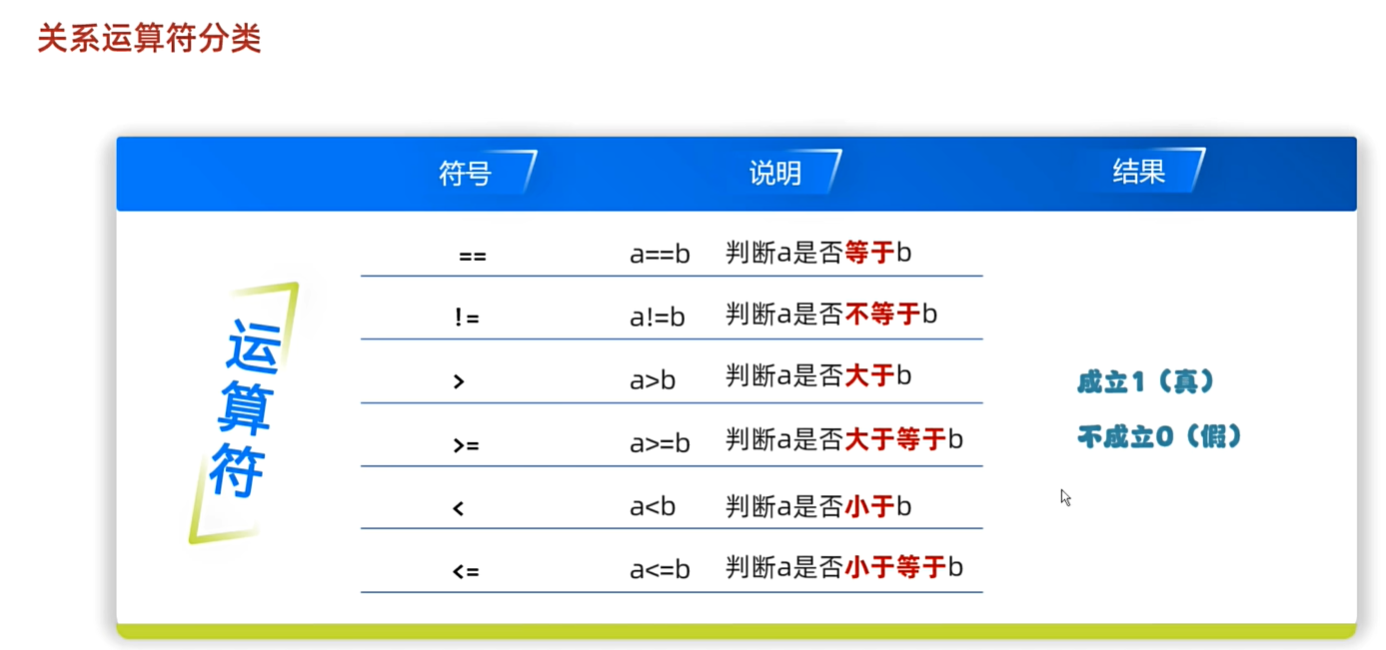 关系运算符分类
符号 说明 结果
运算符
== a==b 判断a是否等于b
!= a!=b 判断a是否不等于b
> a>b 判断a是否大于b
>= a>=b 判断a是否大于等于b
< a<b 判断a是否小于b
<= a<=b 判断a是否小于等于b
成立1（真）
不成立0（假）